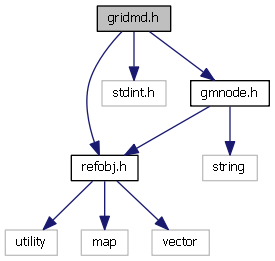 gridmd.h
stdint.h
gmnode.h
refobj.h
string
utility
map
vector